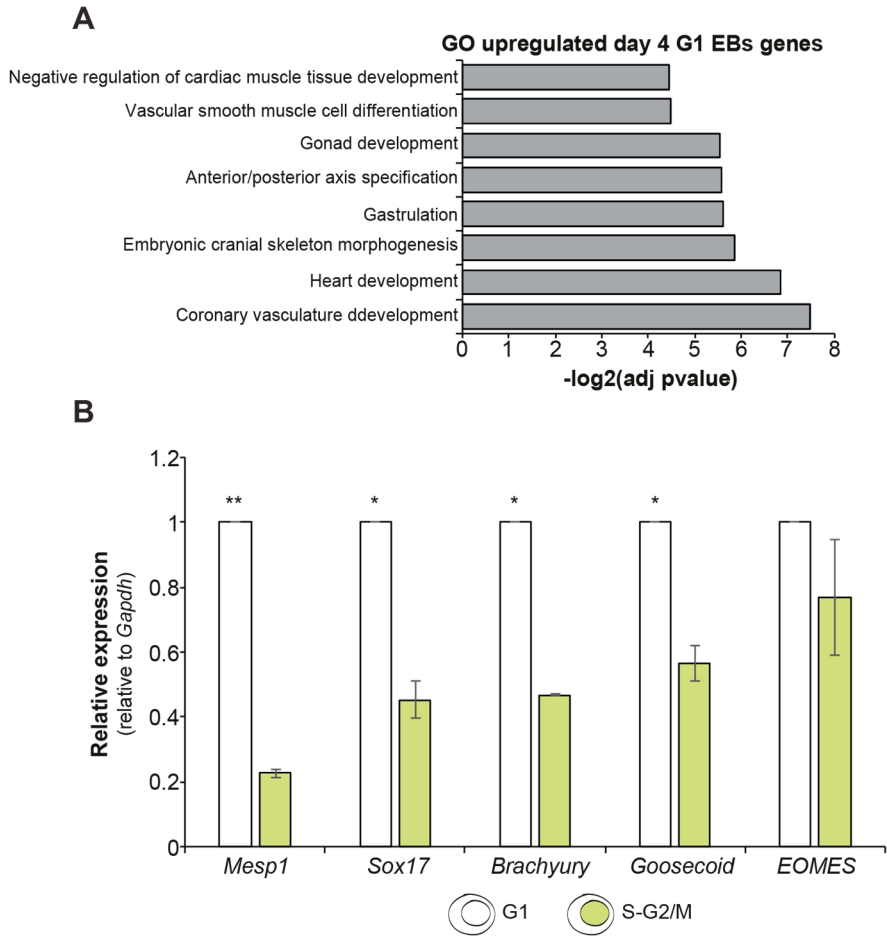 A
GO upregulated day 4 G1 EBs genes
Negative regulation of cardiac muscle tissue development
Vascular smooth muscle cell differentiation
Gonad development
Anterior/posterior axis specification
Gastrulation
Embryonic cranial skeleton morphogenesis
Heart development
Coronary vasculature ddevelopment
0 1 2 3 4 5 6 7 8
-log2(adj pvalue)
B
Relative expression
(relative to Gapdh)
1.2
1
0.8
0.6
0.4
0.2
0
** * * *
Mesp1 Sox17 Brachyury Goosecoid EOMES
G1 S-G2/M